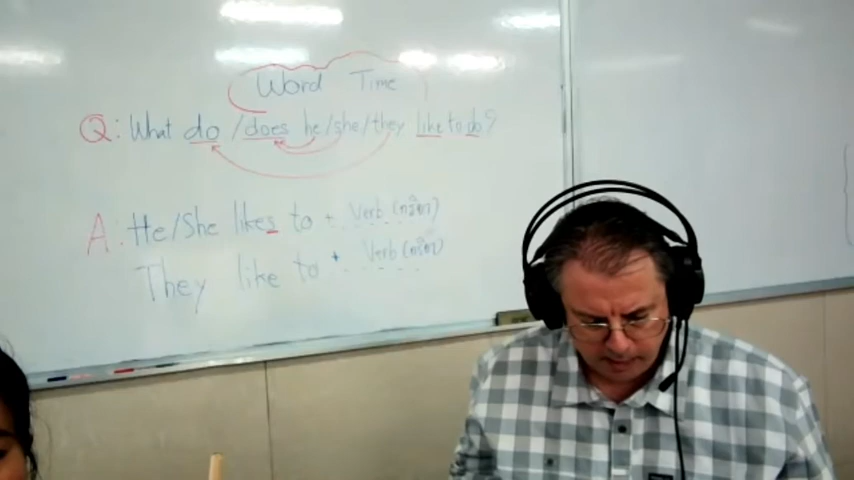 Word Time
Q: What do / does he/she/they like to do?
A: He/She likes to + Verb (กริยา)
They like to + Verb (กริยา)